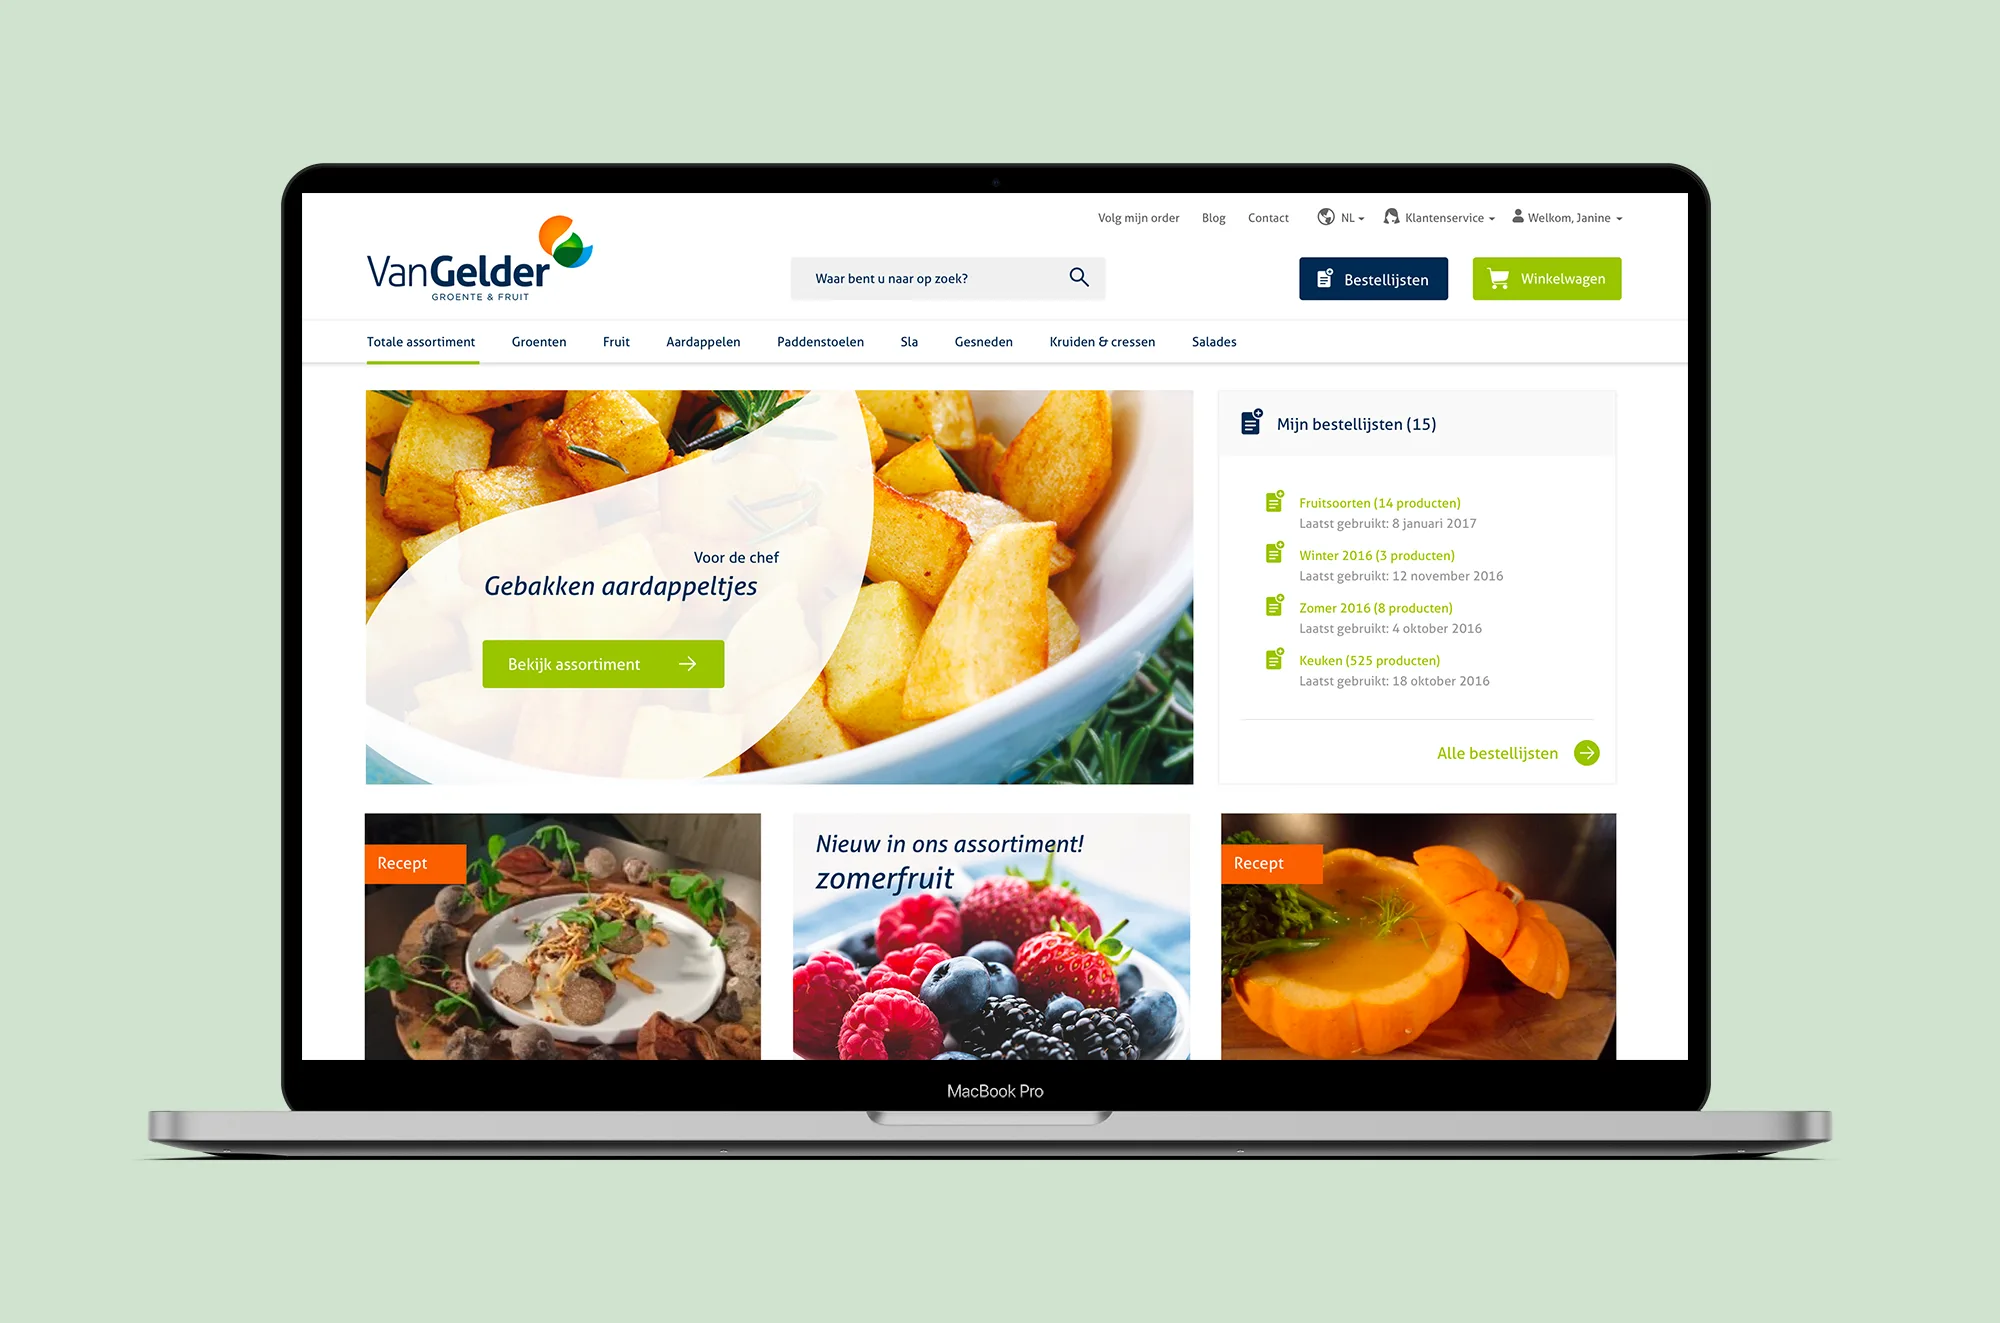 Volg mijn order Blog Contact NL Klantenservice Welkom, Janine
VanGelder
GROENTE & FRUIT
Waar bent u naar op zoek?
Bestellijsten
Winkelwagen
Totale assortiment Groenten Fruit Aardappelen Paddenstoelen Sla Gesneden Kruiden & cressen Salades
Voor de chef
Gebakken aardappeltjes
Bekijk assortiment
Mijn bestellijsten (15)
Fruitsoorten (14 producten)
Laatst gebruikt: 8 januari 2017
Winter 2016 (3 producten)
Laatst gebruikt: 12 november 2016
Zomer 2016 (8 producten)
Laatst gebruikt: 4 oktober 2016
Keuken (525 producten)
Laatst gebruikt: 18 oktober 2016
Alle bestellijsten
Recept
Nieuw in ons assortiment!
zomerfruit
Recept
MacBook Pro